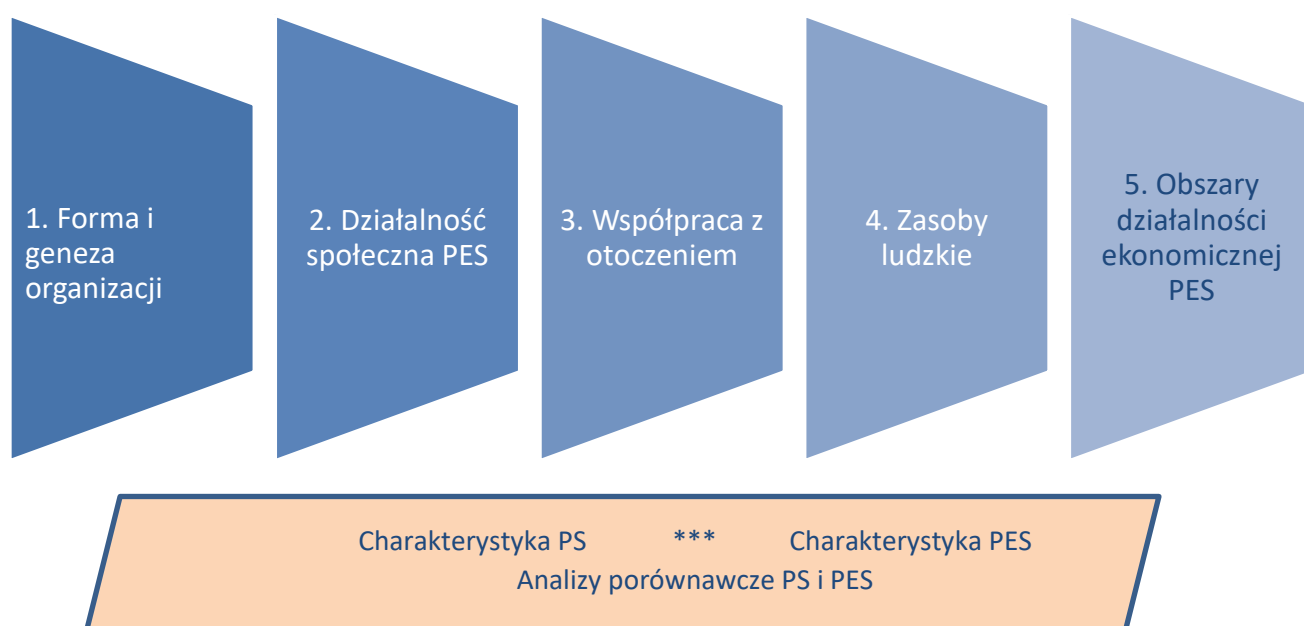 1. Forma i
geneza
organizacji
2. Działalność
społeczna PES
3. Współpraca z
otoczeniem
4. Zasoby
ludzkie
5. Obszary
działalności
ekonomicznej
PES
Charakterystyka PS *** Charakterystyka PES
Analizy porównawcze PS i PES